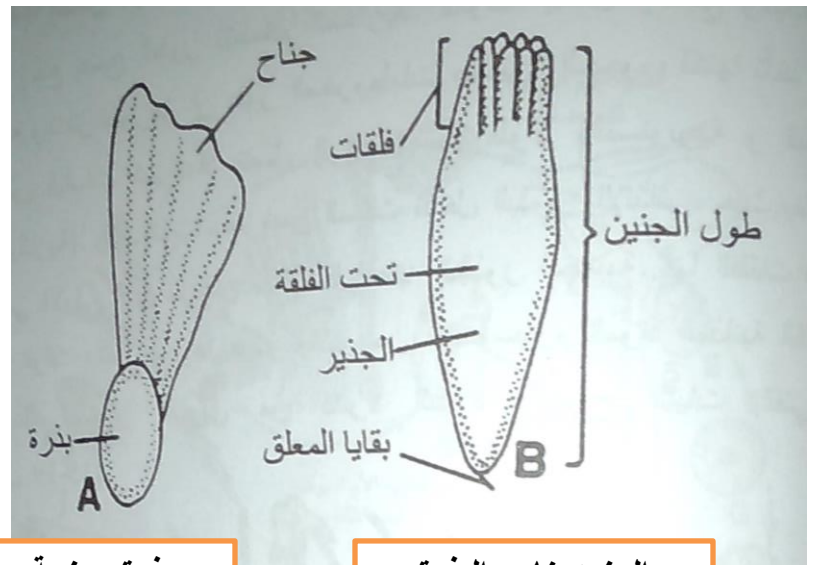 جناح
فلقات
طول الجنين
تحت الفلقة
الجذير
بذرة
بقايا المعلق
B
A